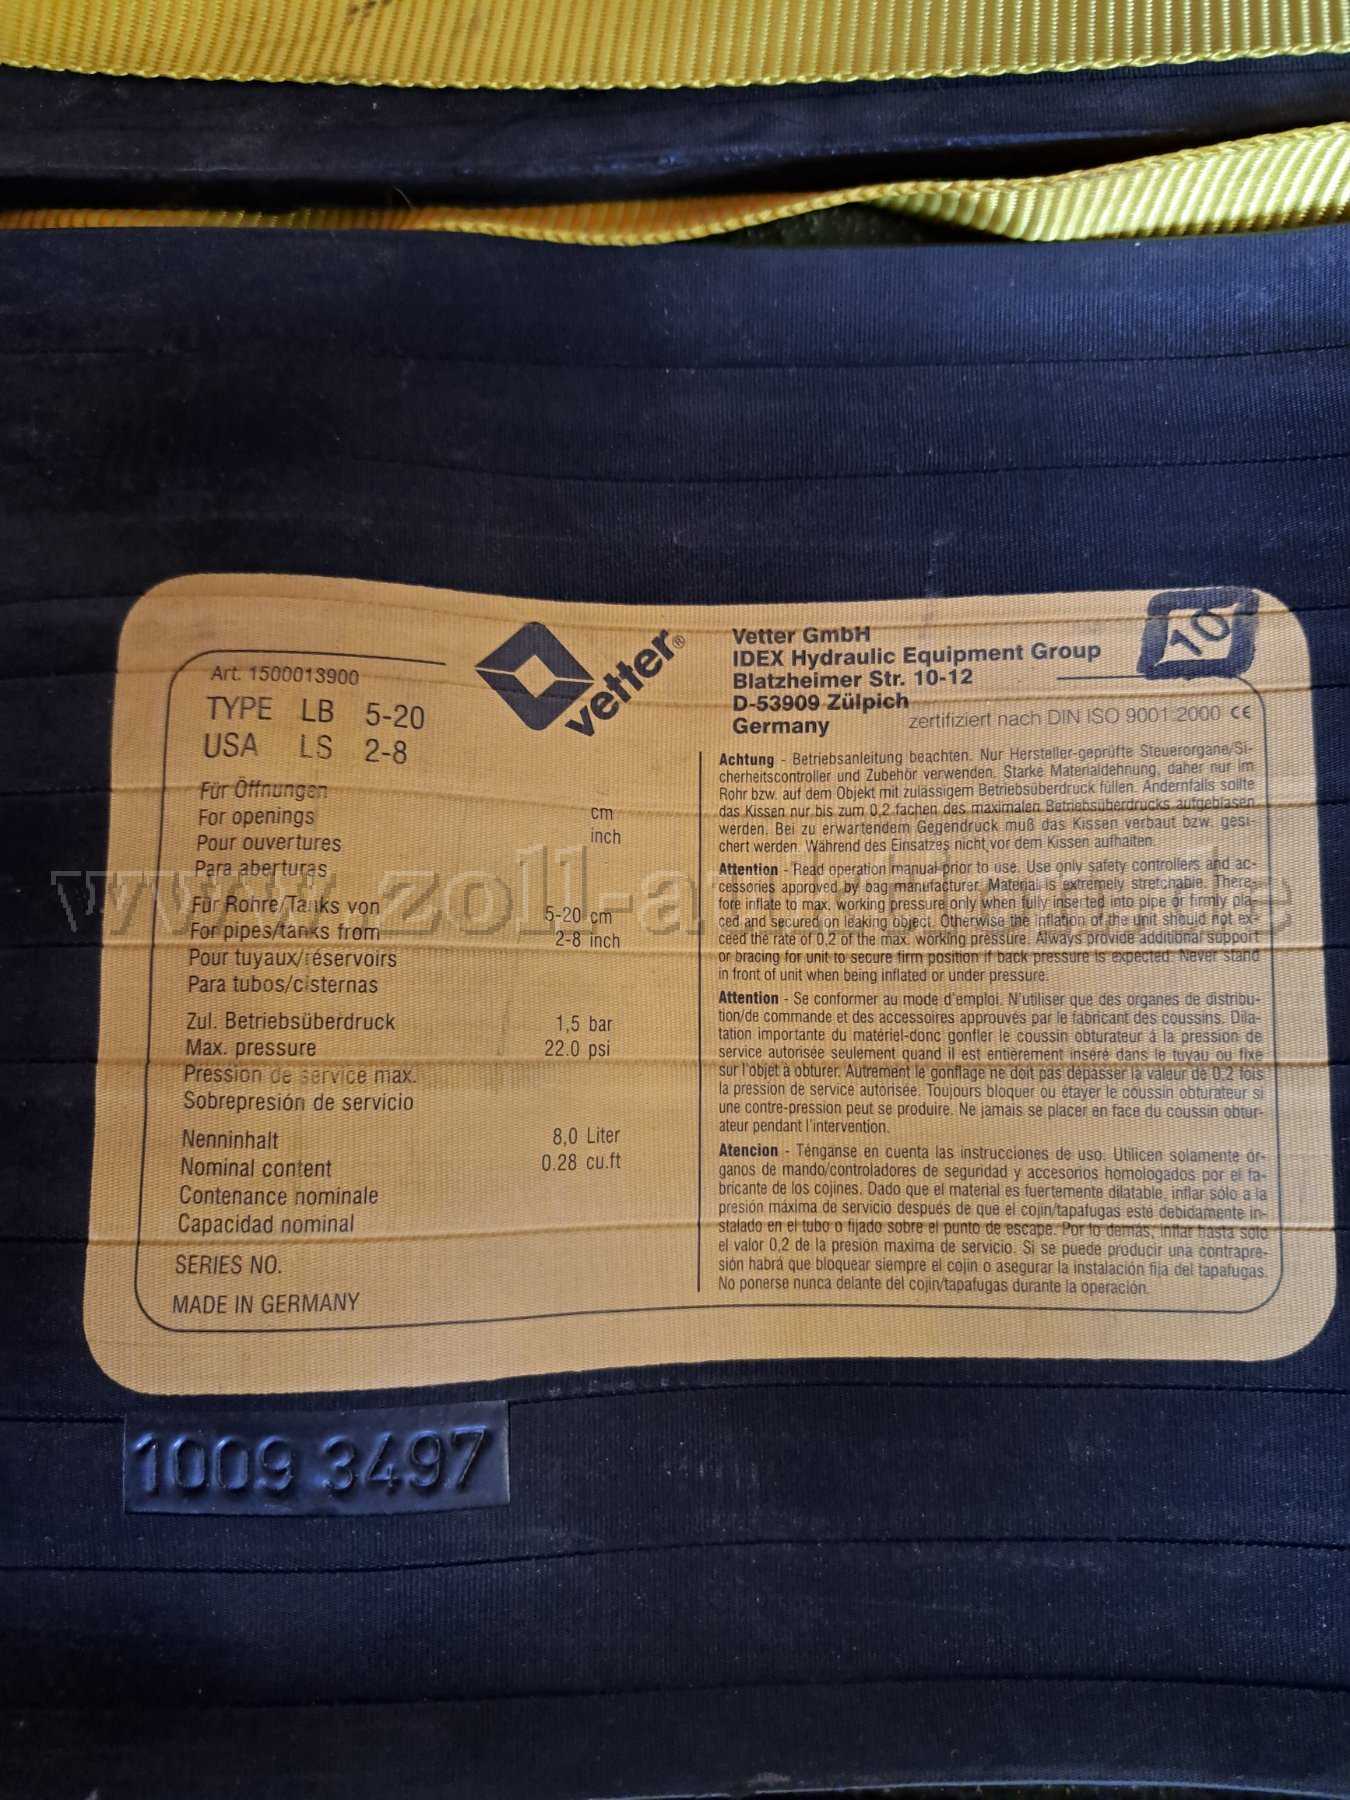 Art. 1500013900
TYPE LB 5-20
USA LS 2-8
Für Öffnungen
For openings cm
Pour ouvertures inch
Para aberturas
Für Rohre/Tanks von 5-20 cm
For pipes/tanks from 2-8 inch
Pour tuyaux/réservoirs
Para tubos/cisternas
Zul. Betriebsüberdruck 1,5 bar
Max. pressure 22.0 psi
Pression de service max.
Sobrepresión de servicio
Nenninhalt 8,0 Liter
Nominal content 0.28 cu.ft
Contenance nominale
Capacidad nominal
SERIES NO.
MADE IN GERMANY
vetter®
Vetter GmbH
IDEX Hydraulic Equipment Group
Blatzheimer Str. 10-12
D-53909 Zülpich
Germany
zertifiziert nach DIN ISO 9001:2000 CE
10
Achtung - Betriebsanleitung beachten. Nur Hersteller-geprüfte Steuerorgane/Si-
cherheitscontroller und Zubehör verwenden. Starke Materialdehnung, daher nur im
Rohr bzw. auf dem Objekt mit zulässigem Betriebsüberdruck füllen. Andernfalls sollte
das Kissen nur bis zum 0,2 fachen des maximalen Betriebsüberdrucks aufgeblasen
werden. Bei zu erwartendem Gegendruck muß das Kissen verbaut bzw. gesi-
chert werden. Während des Einsatzes nicht vor dem Kissen aufhalten.
Attention - Read operation manual prior to use. Use only safety controllers and ac-
cessories approved by bag manufacturer. Material is extremely stretchable. There-
fore inflate to max. working pressure only when fully inserted into pipe or firmly pla-
ced and secured on leaking object. Otherwise the inflation of the unit should not ex-
ceed the rate of 0,2 of the max. working pressure. Always provide additional support
or bracing for unit to secure firm position if back pressure is expected. Never stand
in front of unit when being inflated or under pressure.
Attention - Se conformer au mode d'emploi. N'utiliser que des organes de distribu-
tion/de commande et des accessoires approuvés par le fabricant des coussins. Dila-
tation importante du matériel-donc gonfler le coussin obturateur à la pression de
service autorisée seulement quand il est entièrement inséré dans le tuyau ou fixe
sur l'objet à obturer. Autrement le gonflage ne doit pas dépasser la valeur de 0,2 fois
la pression de service autorisée. Toujours bloquer ou étayer le coussin obturateur si
une contre-pression peut se produire. Ne jamais se placer en face du coussin obtur-
ateur pendant l'intervention.
Atencion - Ténganse en cuenta las instrucciones de uso. Utilicen solamente ór-
ganos de mando/controladores de seguridad y accesorios homologados por el fa-
bricante de los cojines. Dado que el material es fuertemente dilatable, inflar sólo a la
presión máxima de servicio después de que el cojin/tapafugas esté debidamente in-
stalado en el tubo o fijado sobre el punto de escape. Por lo demás, inflar hasta sólo
el valor 0,2 de la presión maxima de servicio. Si se puede producir una contrapre-
sión habrá que bloquear siempre el cojin o asegurar la instalación fija del tapafugas.
No ponerse nunca delante del cojin/tapafugas durante la operación.
1009 3497
www.zoll-auktion.de